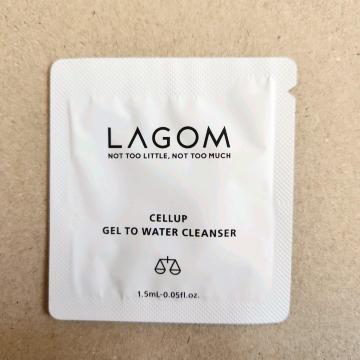 LAGOM
NOT TOO LITTLE, NOT TOO MUCH
CELLUP
GEL TO WATER CLEANSER
1.5mL-0.05fl.oz.